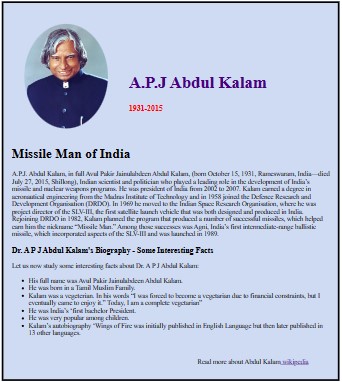 A.P.J Abdul Kalam
1931-2015
Missile Man of India
A.P.J. Abdul Kalam, in full Avul Pakir Jainulabdeen Abdul Kalam, (born October 15, 1931, Rameswaram, India—died
July 27, 2015, Shillong), Indian scientist and politician who played a leading role in the development of India's
missile and nuclear weapons programs. He was president of India from 2002 to 2007. Kalam earned a degree in
aeronautical engineering from the Madras Institute of Technology and in 1958 joined the Defence Research and
Development Organisation (DRDO). In 1969 he moved to the Indian Space Research Organisation, where he was
project director of the SLV-III, the first satellite launch vehicle that was both designed and produced in India.
Rejoining DRDO in 1982, Kalam planned the program that produced a number of successful missiles, which helped
earn him the nickname “Missile Man.” Among those successes was Agni, India's first intermediate-range ballistic
missile, which incorporated aspects of the SLV-III and was launched in 1989.
Dr. A P J Abdul Kalam's Biography - Some Interesting Facts
Let us now study some interesting facts about Dr. A P J Abdul Kalam:
• His full name was Avul Pakir Jainulabdeen Abdul Kalam.
• He was born in a Tamil Muslim Family.
• Kalam was a vegeterian. In his words "I was forced to become a vegetarian due to financial constraints, but I
eventually came to enjoy it." Today, I am a complete vegetarian"
• He was India's 'first bachelor President.
• He was very popular among children.
• Kalam's autobiography 'Wings of Fire was initially published in English Language but then later published in
13 other languages.
Read more about Abdul Kalam wikipedia